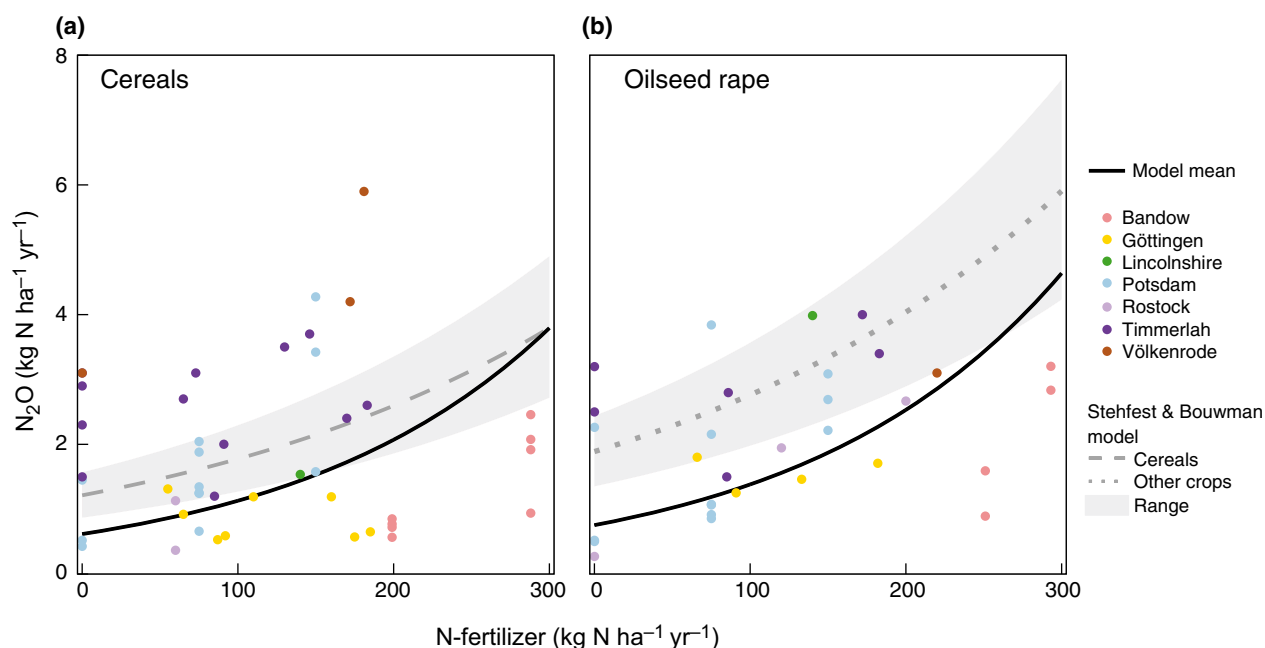 (a)
(b)
Cereals
Oilseed rape
N₂O (kg N ha⁻¹ yr⁻¹)
8
6
4
2
0
0 100 200 300
0 100 200 300
N-fertilizer (kg N ha⁻¹ yr⁻¹)
Model mean
Bandow
Göttingen
Lincolnshire
Potsdam
Rostock
Timmerlah
Völkenrode
Stehfest & Bouwman
model
Cereals
Other crops
Range